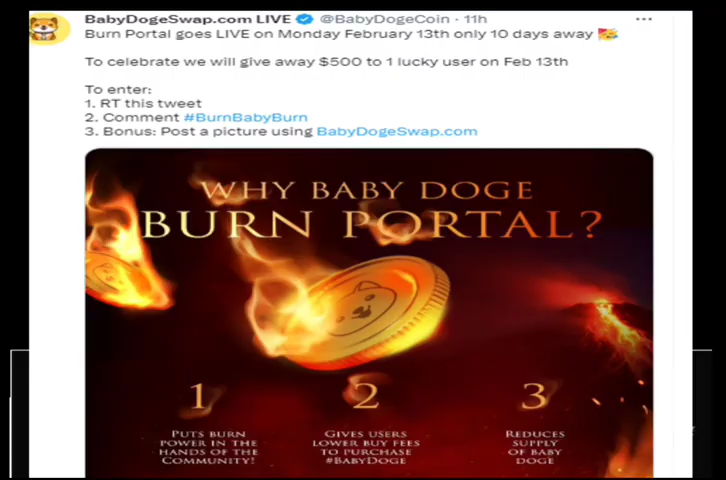 BabyDogeSwap.com LIVE @BabyDogeCoin · 11h
Burn Portal goes LIVE on Monday February 13th only 10 days away
To celebrate we will give away $500 to 1 lucky user on Feb 13th
To enter:
1. RT this tweet
2. Comment #BurnBabyBurn
3. Bonus: Post a picture using BabyDogeSwap.com
WHY BABY DOGE
BURN PORTAL?
1
PUTS BURN
POWER IN THE
HANDS OF THE
COMMUNITY!
2
GIVES USERS
LOWER BUY FEES
TO PURCHASE
#BABYDOGE
3
REDUCES
SUPPLY
OF BABY
DOGE